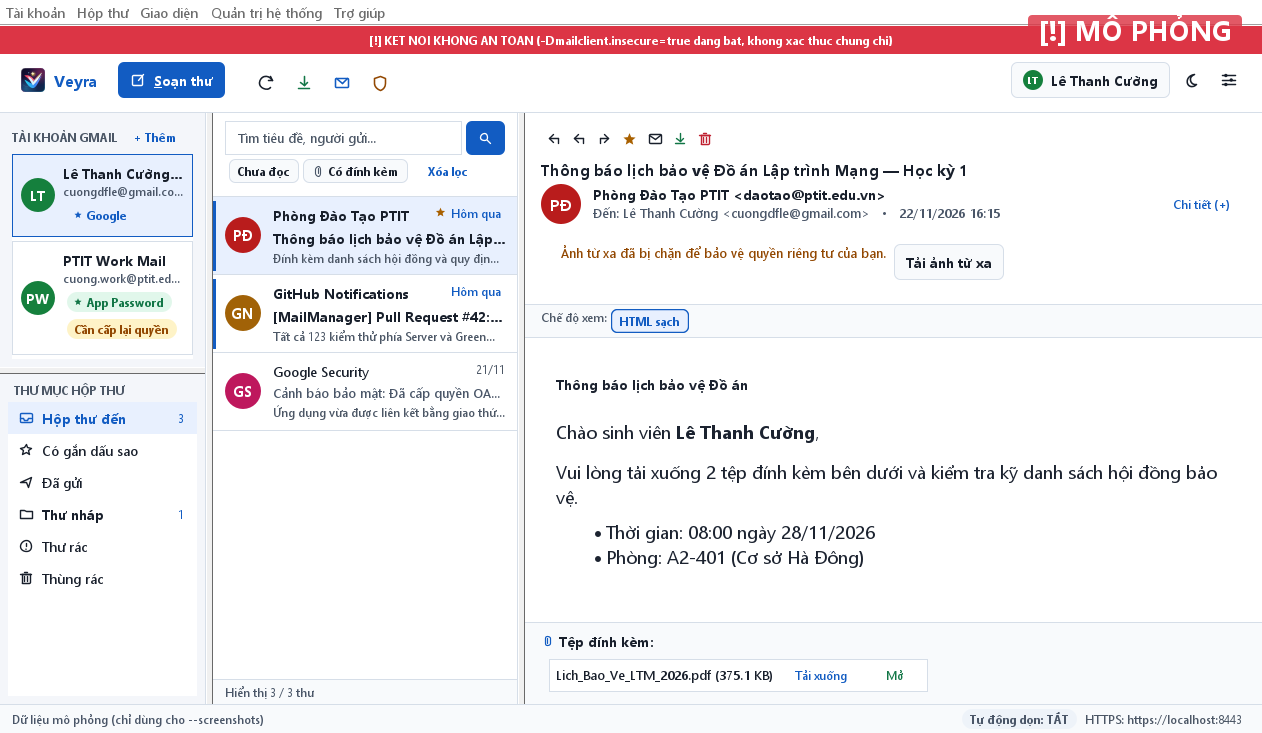 Tài khoản Hộp thư Giao diện Quản trị hệ thống Trợ giúp
[!] MÔ PHỎNG
[!] KET NOI KHONG AN TOAN (-Dmailclient.insecure=true dang bat, khong xac thuc chung chi)
Veyra
Soạn thư
LT Lê Thanh Cường
TÀI KHOẢN GMAIL + Thêm
LT
Lê Thanh Cường...
cuongdfle@gmail.co...
Google
PW
PTIT Work Mail
cuong.work@ptit.ed...
App Password
Cần cấp lại quyền
THƯ MỤC HỘP THƯ
Hộp thư đến 3
Có gắn dấu sao
Đã gửi
Thư nháp 1
Thư rác
Thùng rác
Tìm tiêu đề, người gửi...
Chưa đọc Có đính kèm Xóa lọc
PĐ
Phòng Đào Tạo PTIT Hôm qua
Thông báo lịch bảo vệ Đồ án Lập...
Đính kèm danh sách hội đồng và quy địn...
GN
GitHub Notifications Hôm qua
[MailManager] Pull Request #42:...
Tất cả 123 kiểm thử phía Server và Green...
GS
Google Security 21/11
Cảnh báo bảo mật: Đã cấp quyền OA...
Ứng dụng vừa được liên kết bằng giao thứ...
Hiển thị 3 / 3 thư
Thông báo lịch bảo vệ Đồ án Lập trình Mạng — Học kỳ 1
PĐ
Phòng Đào Tạo PTIT <daotao@ptit.edu.vn>
Đến: Lê Thanh Cường <cuongdfle@gmail.com> • 22/11/2026 16:15
Chi tiết (+)
Ảnh từ xa đã bị chặn để bảo vệ quyền riêng tư của bạn. Tải ảnh từ xa
Chế độ xem: HTML sạch
Thông báo lịch bảo vệ Đồ án
Chào sinh viên Lê Thanh Cường,
Vui lòng tải xuống 2 tệp đính kèm bên dưới và kiểm tra kỹ danh sách hội đồng bảo
vệ.
• Thời gian: 08:00 ngày 28/11/2026
• Phòng: A2-401 (Cơ sở Hà Đông)
Tệp đính kèm:
Lich_Bao_Ve_LTM_2026.pdf (375.1 KB) Tải xuống Mở
Dữ liệu mô phỏng (chỉ dùng cho --screenshots)
Tự động dọn: TẮT HTTPS: https://localhost:8443